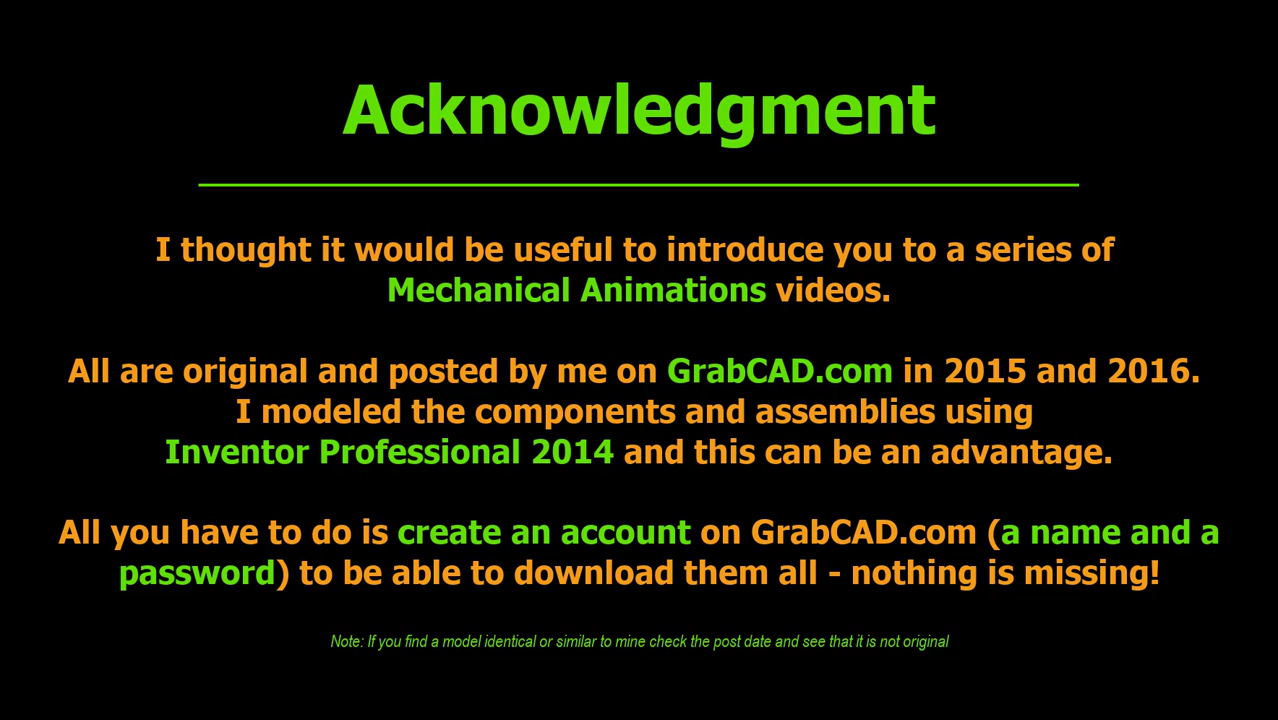 Acknowledgment
I thought it would be useful to introduce you to a series of
Mechanical Animations videos.
All are original and posted by me on GrabCAD.com in 2015 and 2016.
I modeled the components and assemblies using
Inventor Professional 2014 and this can be an advantage.
All you have to do is create an account on GrabCAD.com (a name and a
password) to be able to download them all - nothing is missing!
Note: If you find a model identical or similar to mine check the post date and see that it is not original